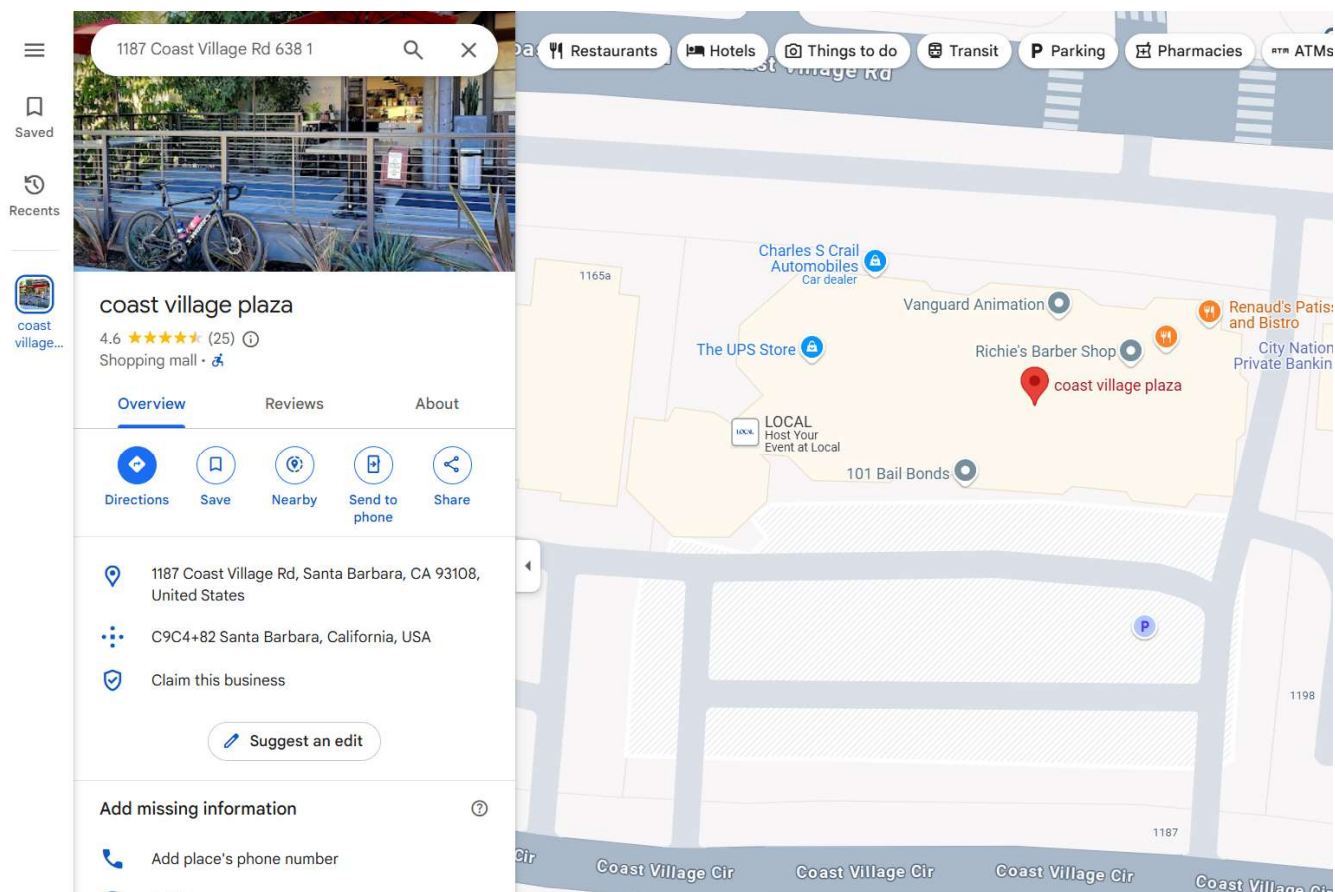 1187 Coast Village Rd 638 1
Saved
Recents
coast
village...
coast village plaza
4.6 (25)
Shopping mall ·
Overview Reviews About
Directions
Save
Nearby
Send to
phone
Share
1187 Coast Village Rd, Santa Barbara, CA 93108,
United States
C9C4+82 Santa Barbara, California, USA
Claim this business
Suggest an edit
Add missing information
Add place's phone number
Restaurants
Hotels
Things to do
Transit
P Parking
Pharmacies
ATM ATMs
Village Rd
1165a
Charles S Crail
Automobiles
Car dealer
Vanguard Animation
Renaud's Patiss
and Bistro
The UPS Store
Richie's Barber Shop
City Nation
Private Bankin
coast village plaza
LOCAL
LOCAL
Host Your
Event at Local
101 Bail Bonds
P
1198
1187
Cir
Coast Village Cir
Coast Village Cir
Coast Village Cir
Coast Village Cir